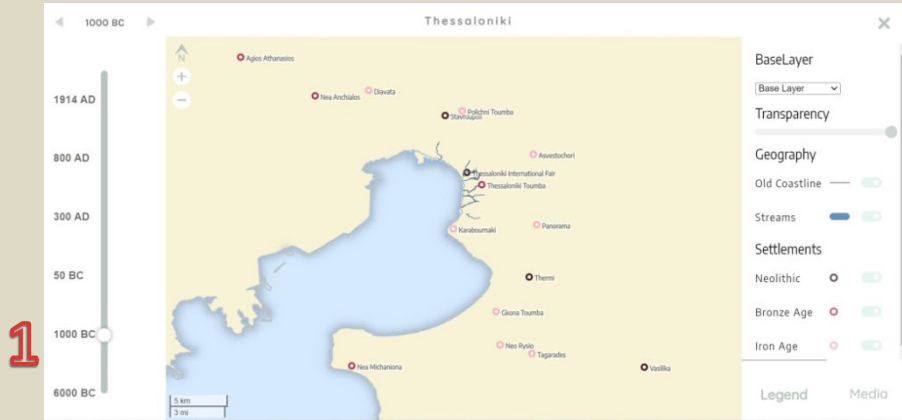 1000 BC
Thessaloniki
1914 AD
800 AD
300 AD
50 BC
1000 BC
6000 BC
1
N
Agios Athanasios
Nea Anchialos
Diavata
Polichni Toumba
Stavroupoli
Asvestochori
Thessaloniki International Fair
Thessaloniki Toumba
Karabournaki
Panorama
Thermi
Gkona Toumba
Neo Rysio
Tagarades
Nea Michaniona
Vasilika
5 km
3 mi
BaseLayer
Base Layer
Transparency
Geography
Old Coastline
Streams
Settlements
Neolithic
Bronze Age
Iron Age
Legend
Media